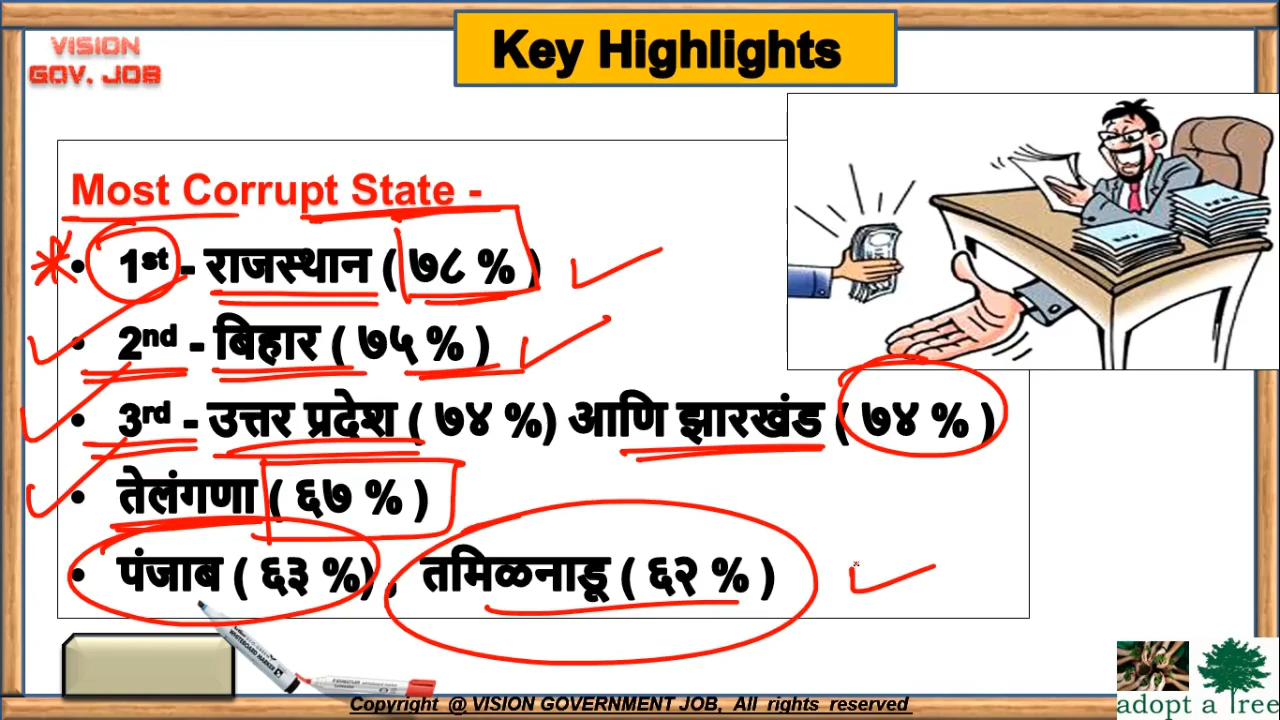 VISION
GOV. JOB
Key Highlights
Most Corrupt State -
• 1st - राजस्थान ( ७८ % )
• 2nd - बिहार ( ७५ % )
• 3rd - उत्तर प्रदेश ( ७४ %) आणि झारखंड ( ७४ % )
• तेलंगणा ( ६७ % )
• पंजाब ( ६३ %) , तमिळनाडू ( ६२ % )
Copyright @ VISION GOVERNMENT JOB, All rights reserved
adopt a Tree